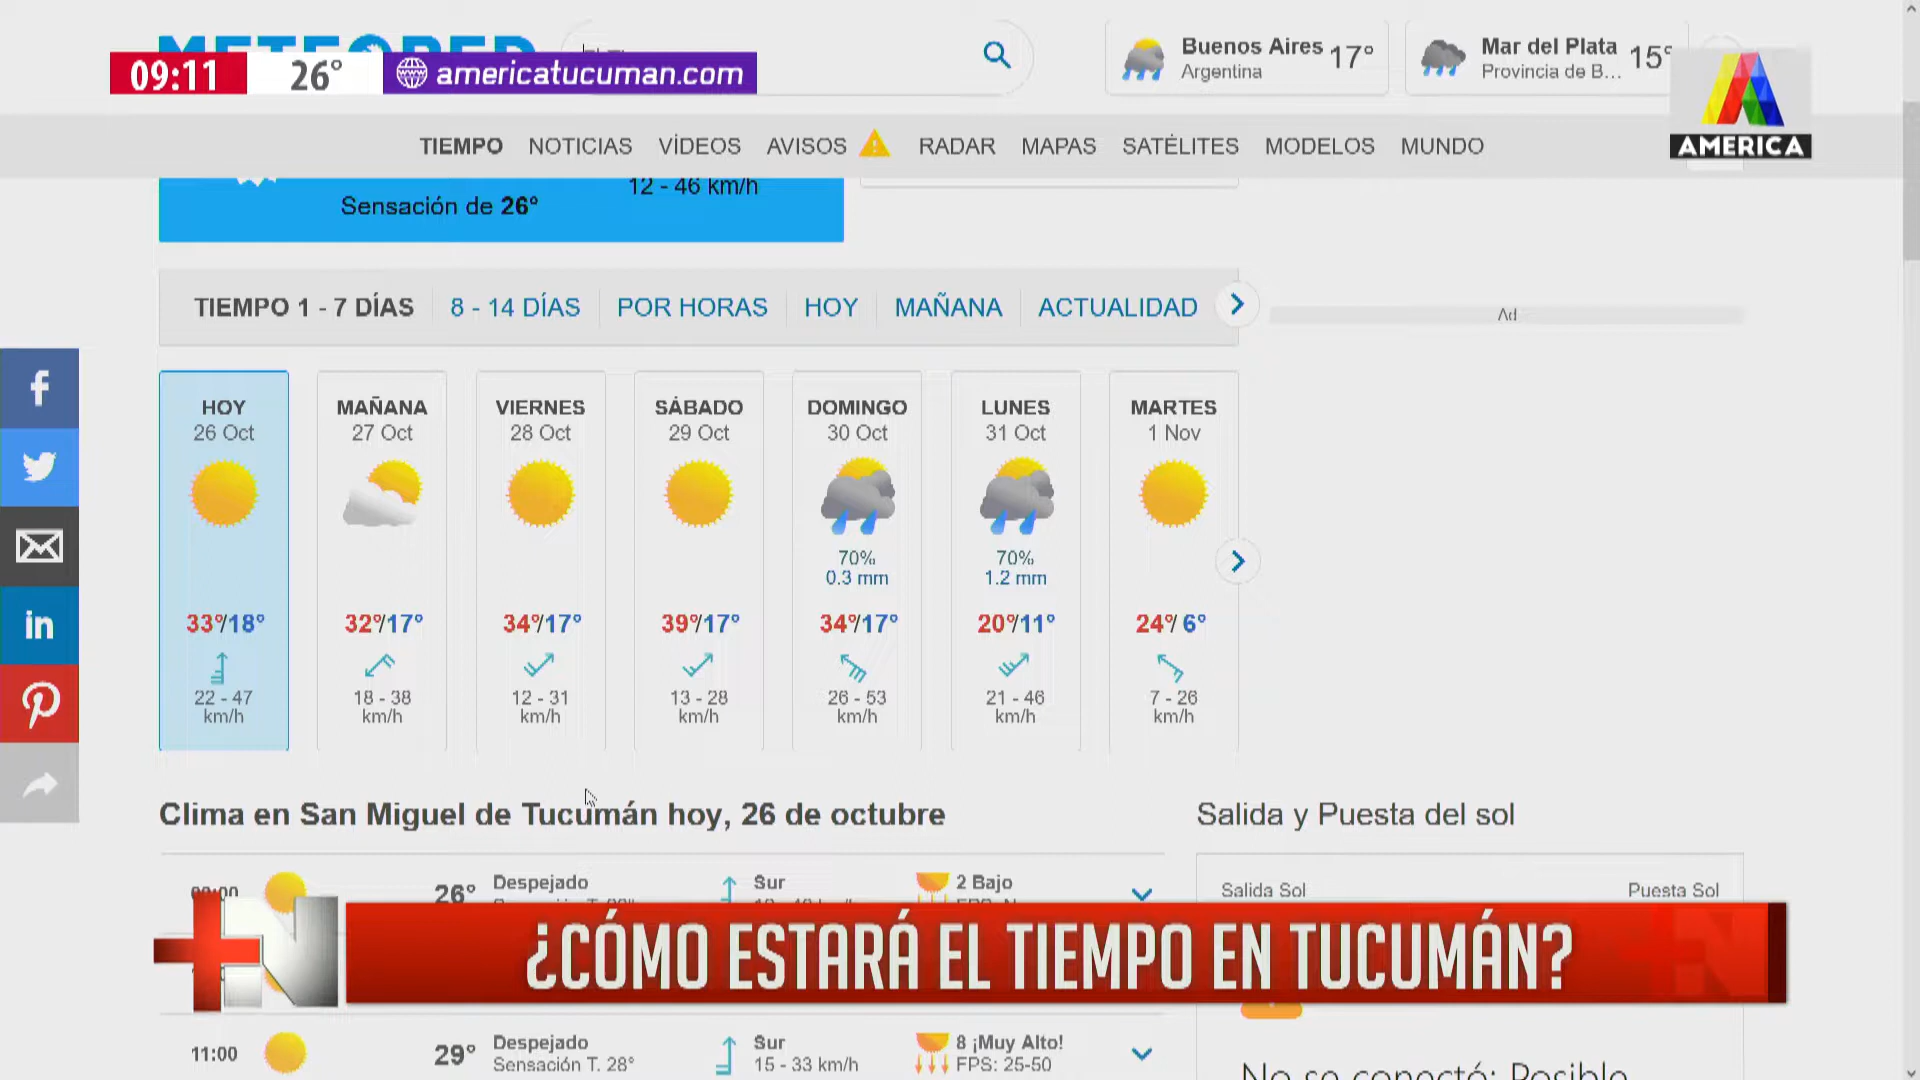 09:11
26°
americatucuman.com
Buenos Aires
Argentina
17°
Mar del Plata
Provincia de B...
15°
AMERICA
TIEMPO NOTICIAS VÍDEOS AVISOS RADAR MAPAS SATÉLITES MODELOS MUNDO
12 - 46 km/h
Sensación de 26°
TIEMPO 1 - 7 DÍAS 8 - 14 DÍAS POR HORAS HOY MAÑANA ACTUALIDAD
Ad
HOY MAÑANA VIERNES SÁBADO DOMINGO LUNES MARTES
26 Oct 27 Oct 28 Oct 29 Oct 30 Oct 31 Oct 1 Nov
70% 70%
0.3 mm 1.2 mm
33°/18° 32°/17° 34°/17° 39°/17° 34°/17° 20°/11° 24°/ 6°
22 - 47 18 - 38 12 - 31 13 - 28 26 - 53 21 - 46 7 - 26
km/h km/h km/h km/h km/h km/h km/h
Clima en San Miguel de Tucumán hoy, 26 de octubre
Salida y Puesta del sol
26° Despejado Sur 2 Bajo
Salida Sol Puesta Sol
+N
¿CÓMO ESTARÁ EL TIEMPO EN TUCUMÁN?
11:00 29° Despejado Sur 8 ¡Muy Alto!
Sensación T. 28° 15 - 33 km/h FPS: 25-50
No se conectó: Posible